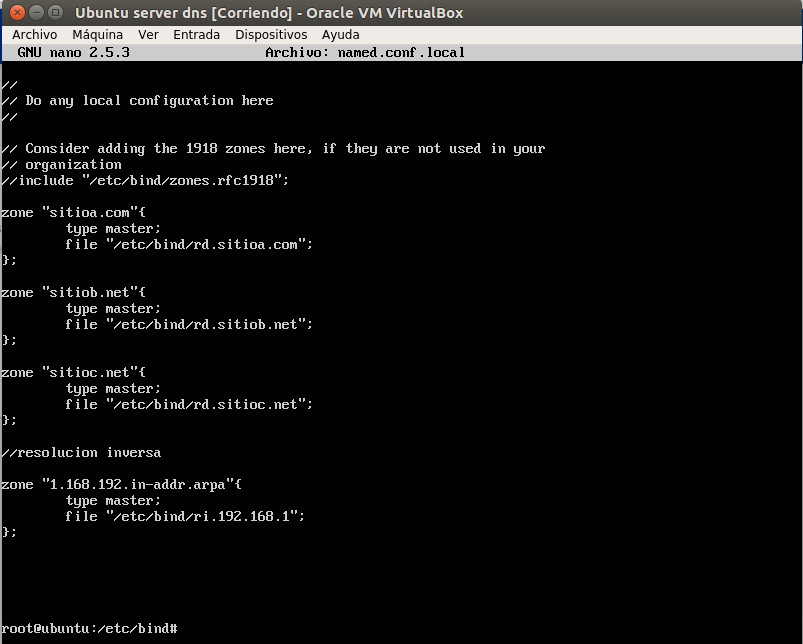 Ubuntu server dns [Corriendo] - Oracle VM VirtualBox
Archivo Máquina Ver Entrada Dispositivos Ayuda
GNU nano 2.5.3 Archivo: named.conf.local
//
// Do any local configuration here
//
// Consider adding the 1918 zones here, if they are not used in your
// organization
//include "/etc/bind/zones.rfc1918";
zone "sitioa.com"{
type master;
file "/etc/bind/rd.sitioa.com";
};
zone "sitiob.net"{
type master;
file "/etc/bind/rd.sitiob.net";
};
zone "sitioc.net"{
type master;
file "/etc/bind/rd.sitioc.net";
};
//resolucion inversa
zone "1.168.192.in-addr.arpa"{
type master;
file "/etc/bind/ri.192.168.1";
};
root@ubuntu:/etc/bind#